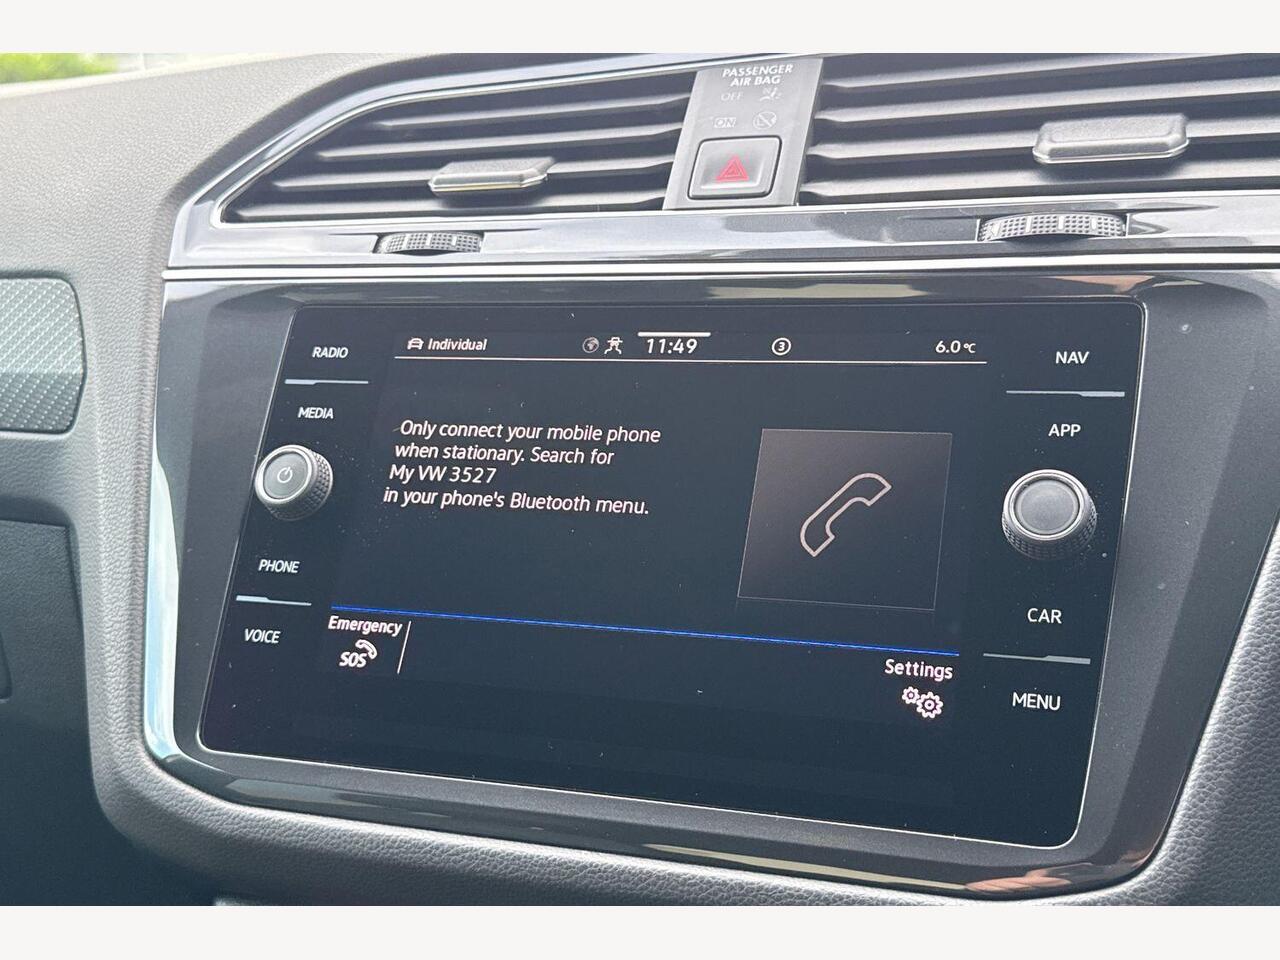 PASSENGER
AIR BAG
OFF
ON
RADIO
Individual
11:49
3
6.0 °C
NAV
MEDIA
APP
Only connect your mobile phone
when stationary. Search for
My VW 3527
in your phone's Bluetooth menu.
PHONE
CAR
VOICE
Emergency
SOS
Settings
MENU